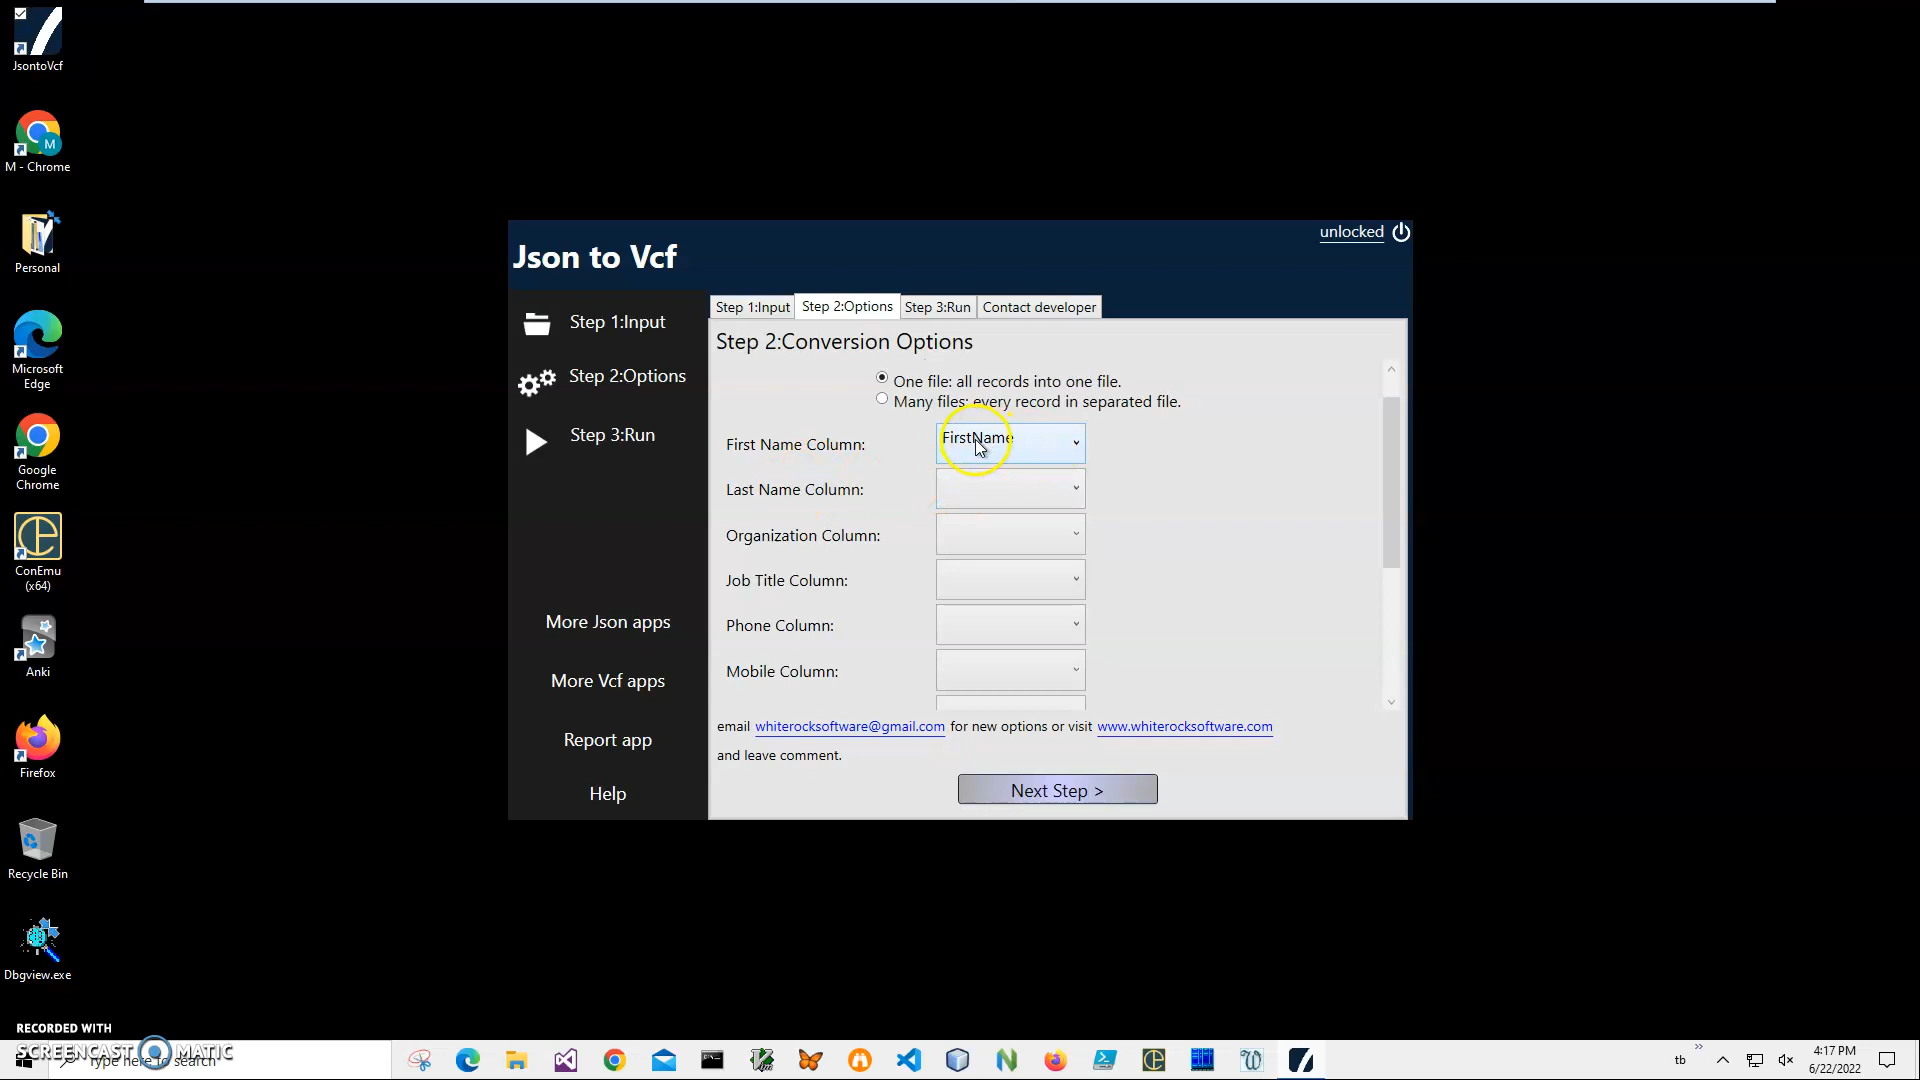 JsontoVcf
M - Chrome
Personal
Microsoft
Edge
Google
Chrome
ConEmu
(x64)
Anki
Firefox
Recycle Bin
Dbgview.exe
unlocked
Json to Vcf
Step 1:Input
Step 2:Options
Step 3:Run
More Json apps
More Vcf apps
Report app
Help
Step 1:Input Step 2:Options Step 3:Run Contact developer
Step 2:Conversion Options
One file: all records into one file.
Many files: every record in separated file.
First Name Column: FirstName
Last Name Column:
Organization Column:
Job Title Column:
Phone Column:
Mobile Column:
email whiterocksoftware@gmail.com for new options or visit www.whiterocksoftware.com
and leave comment.
Next Step >
RECORDED WITH
SCREENCAST MATIC
Type here to search
tb
4:17 PM
6/22/2022